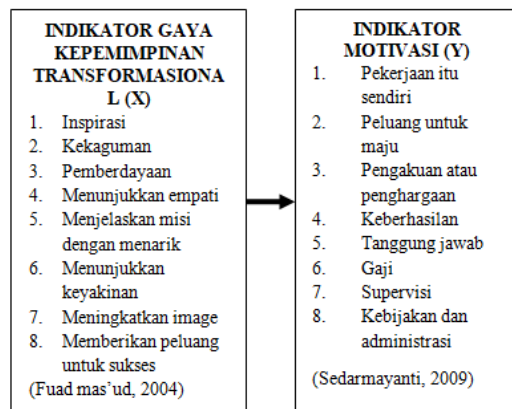 INDIKATOR GAYA
KEPEMIMPINAN
TRANSFORMASIONA
L (X)
1. Inspirasi
2. Kekaguman
3. Pemberdayaan
4. Menunjukkan empati
5. Menjelaskan misi
dengan menarik
6. Menunjukkan
keyakinan
7. Meningkatkan image
8. Memberikan peluang
untuk sukses
(Fuad mas’ud, 2004)
INDIKATOR
MOTIVASI (Y)
1. Pekerjaan itu
sendiri
2. Peluang untuk
maju
3. Pengakuan atau
penghargaan
4. Keberhasilan
5. Tanggung jawab
6. Gaji
7. Supervisi
8. Kebijakan dan
administrasi
(Sedarmayanti, 2009)